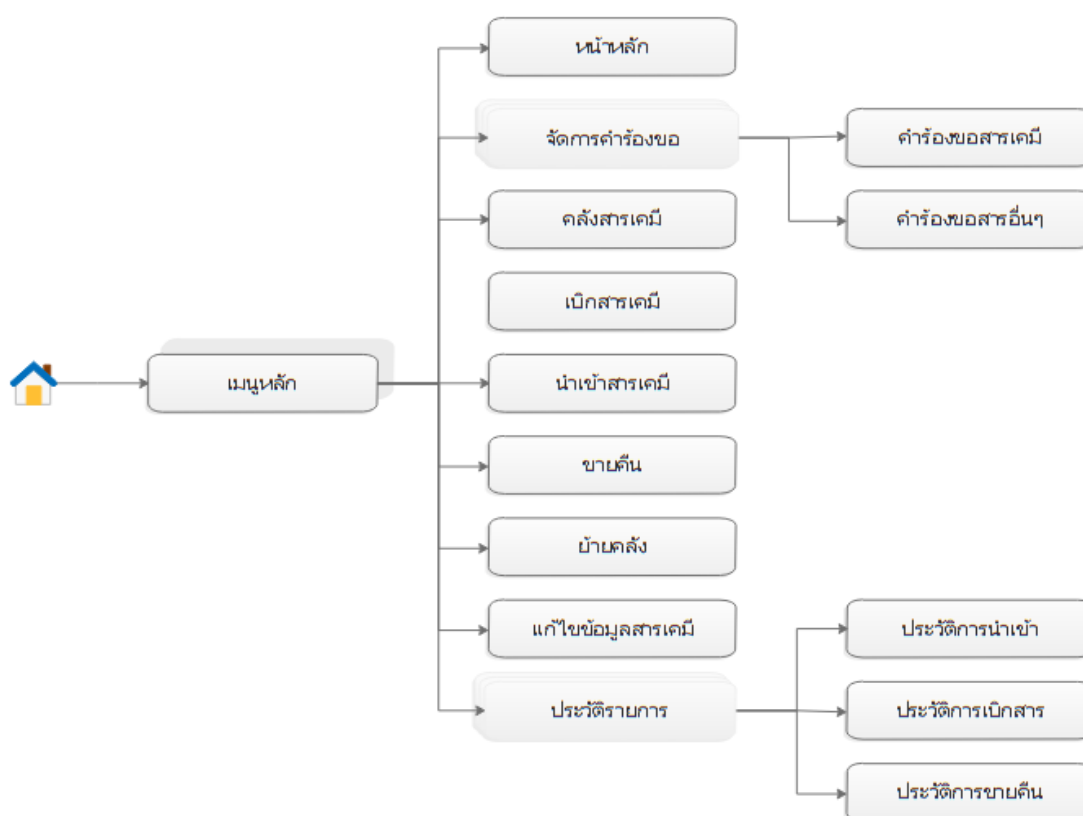 หน้าหลัก
จัดการคำร้องขอ
คำร้องขอสารเคมี
คลังสารเคมี
คำร้องขอสารอื่นๆ
เบิกสารเคมี
เมนูหลัก
นำเข้าสารเคมี
ขายคืน
ย้ายคลัง
แก้ไขข้อมูลสารเคมี
ประวัติการนำเข้า
ประวัติรายการ
ประวัติการเบิกสาร
ประวัติการขายคืน